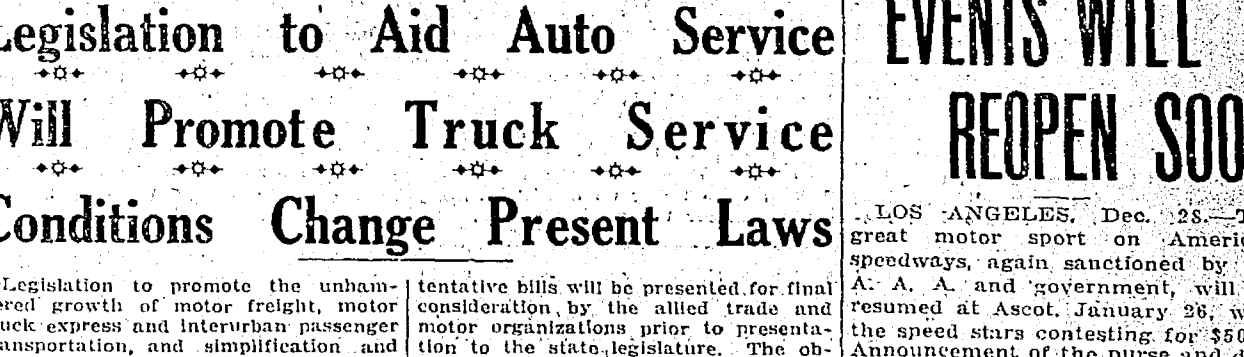 Legislation to Aid Auto Service
Will Promote Truck Service
Conditions Change Present Laws
Legislation to promote the unham-
ered growth of motor freight, motor
uck express and interurban passenger
ansportation, and simplification and
tentative bills will be presented for final
consideration by the allied trade and
motor organizations prior to presenta-
tion to the state legislature. The ob-
EVENTS WILL
REOPEN SOO
LOS ANGELES, Dec. 28.—T
great motor sport on Ameri
speedways, again sanctioned by
A. A. A. and government, will
resumed at Ascot, January 26, w
the speed stars contesting for $50
Announcement of the purse and